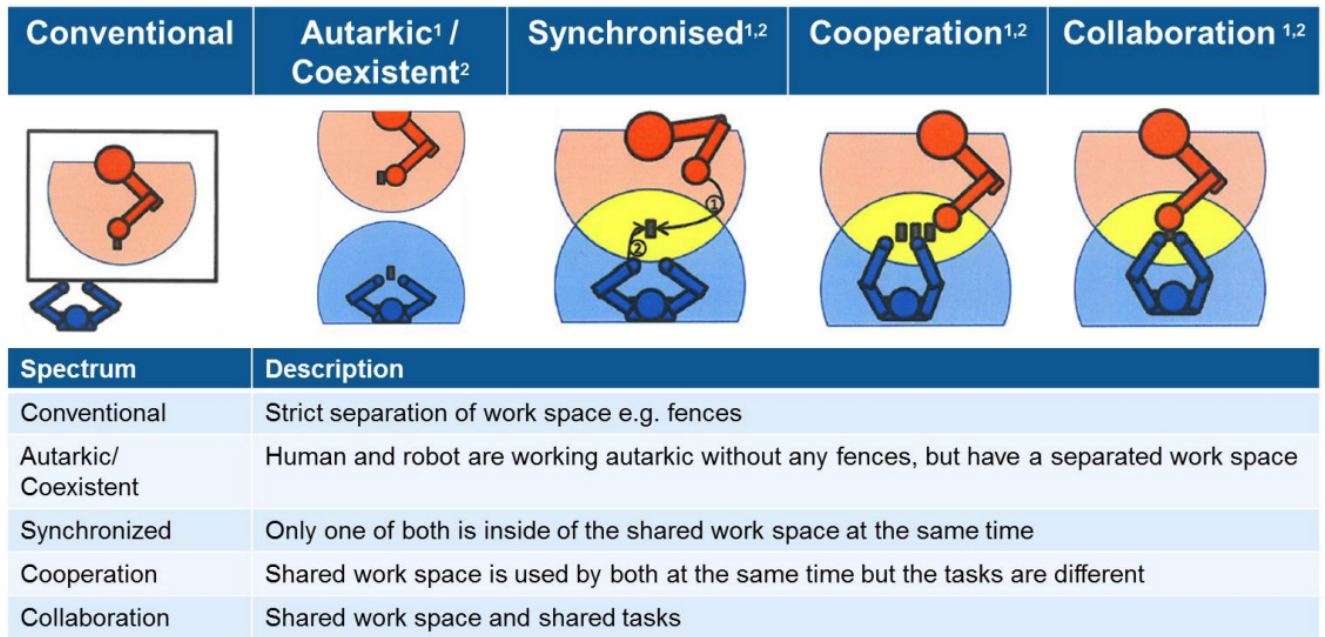 Conventional
Autarkic¹ /
Coexistent²
Synchronised¹,²
Cooperation¹,²
Collaboration ¹,²
①
②
Spectrum
Description
Conventional
Strict separation of work space e.g. fences
Autarkic/
Coexistent
Human and robot are working autarkic without any fences, but have a separated work space
Synchronized
Only one of both is inside of the shared work space at the same time
Cooperation
Shared work space is used by both at the same time but the tasks are different
Collaboration
Shared work space and shared tasks